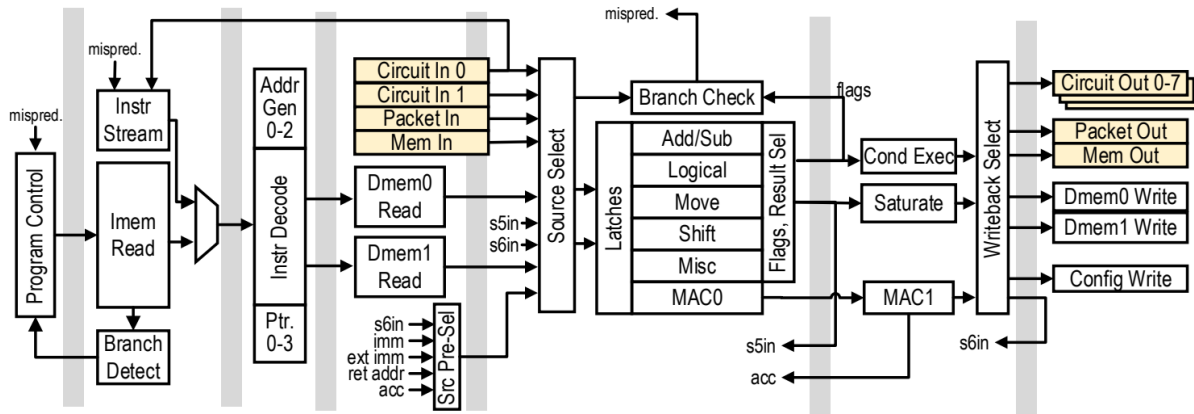 mispred.
Program Control
mispred.
Instr
Stream
Imem
Read
Branch
Detect
Addr
Gen
0-2
Instr Decode
Ptr.
0-3
Circuit In 0
Circuit In 1
Packet In
Mem In
Dmem0
Read
Dmem1
Read
s6in
imm
ext imm
ret addr
acc
Src Pre-Sel
s5in
s6in
Source Select
mispred.
Branch Check
flags
Latches
Add/Sub
Logical
Move
Shift
Misc
MAC0
Flags, Result Sel
Cond Exec
Saturate
MAC1
s5in
acc
Writeback Select
s6in
Circuit Out 0-7
Packet Out
Mem Out
Dmem0 Write
Dmem1 Write
Config Write